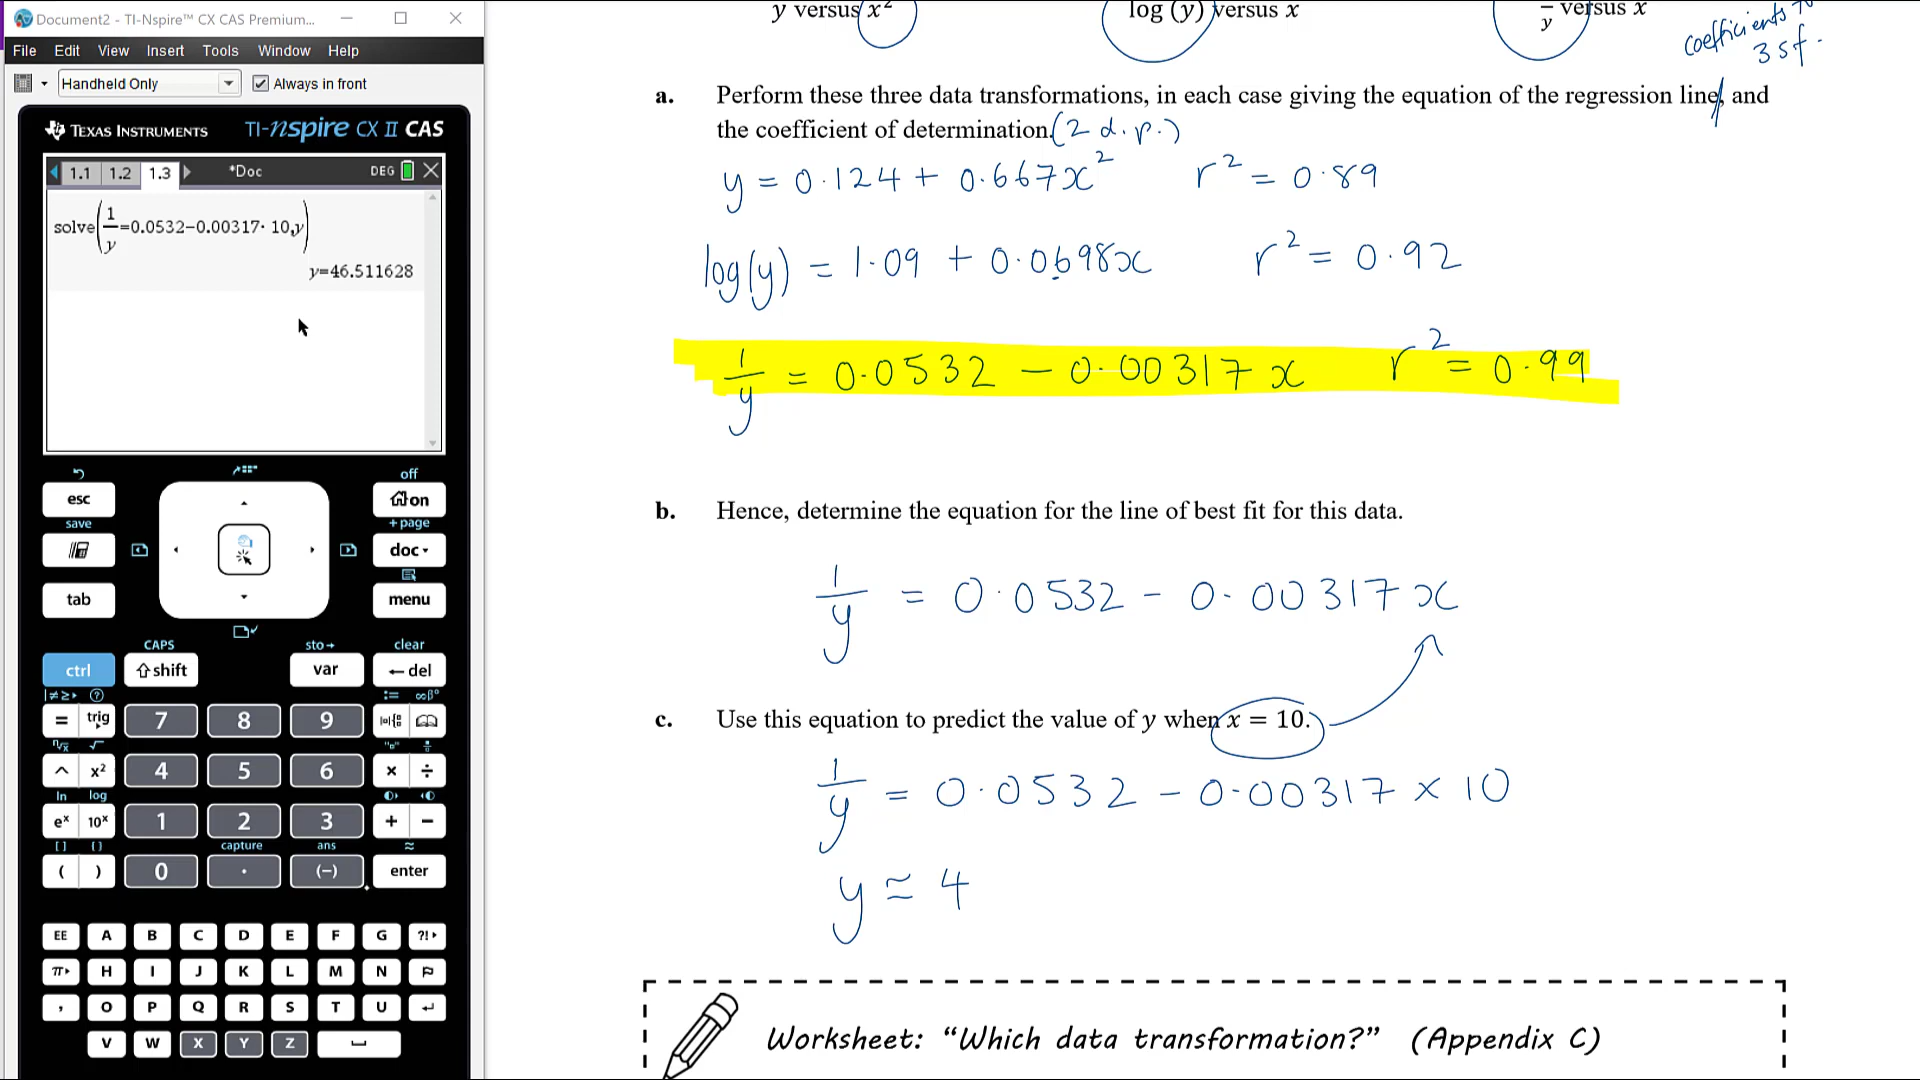 Document2 - TI-Nspire™ CX CAS Premium...
File Edit View Insert Tools Window Help
Handheld Only Always in front
TEXAS INSTRUMENTS TI-nspire CX II CAS
1.1 1.2 1.3 *Doc DEG
solve(1/y=0.0532-0.00317·10,y)
y=46.511628
off
esc on
save +page
doc
tab menu
CAPS sto→ clear
ctrl shift var ←del
|≠≥▸ ? := ∞β°
= trig 7 8 9
n√x √
^ x² 4 5 6 × ÷
ln log
eˣ 10ˣ 1 2 3 + −
[] {} capture ans ≈
( ) 0 . (−) enter
EE A B C D E F G ?!▸
π▸ H I J K L M N
, O P Q R S T U ↵
V W X Y Z
y versus x² log (y) versus x — y versus x
coefficients to
3 sf.
a. Perform these three data transformations, in each case giving the equation of the regression line, and
the coefficient of determination. (2 d.p.)
y = 0.124 + 0.667x² r² = 0.89
log(y) = 1.09 + 0.0698x r² = 0.92
1/y = 0.0532 - 0.00317x r² = 0.99
b. Hence, determine the equation for the line of best fit for this data.
1/y = 0.0532 - 0.00317x
c. Use this equation to predict the value of y when x = 10.
1/y = 0.0532 - 0.00317 × 10
y ≈ 4
Worksheet: “Which data transformation?” (Appendix C)